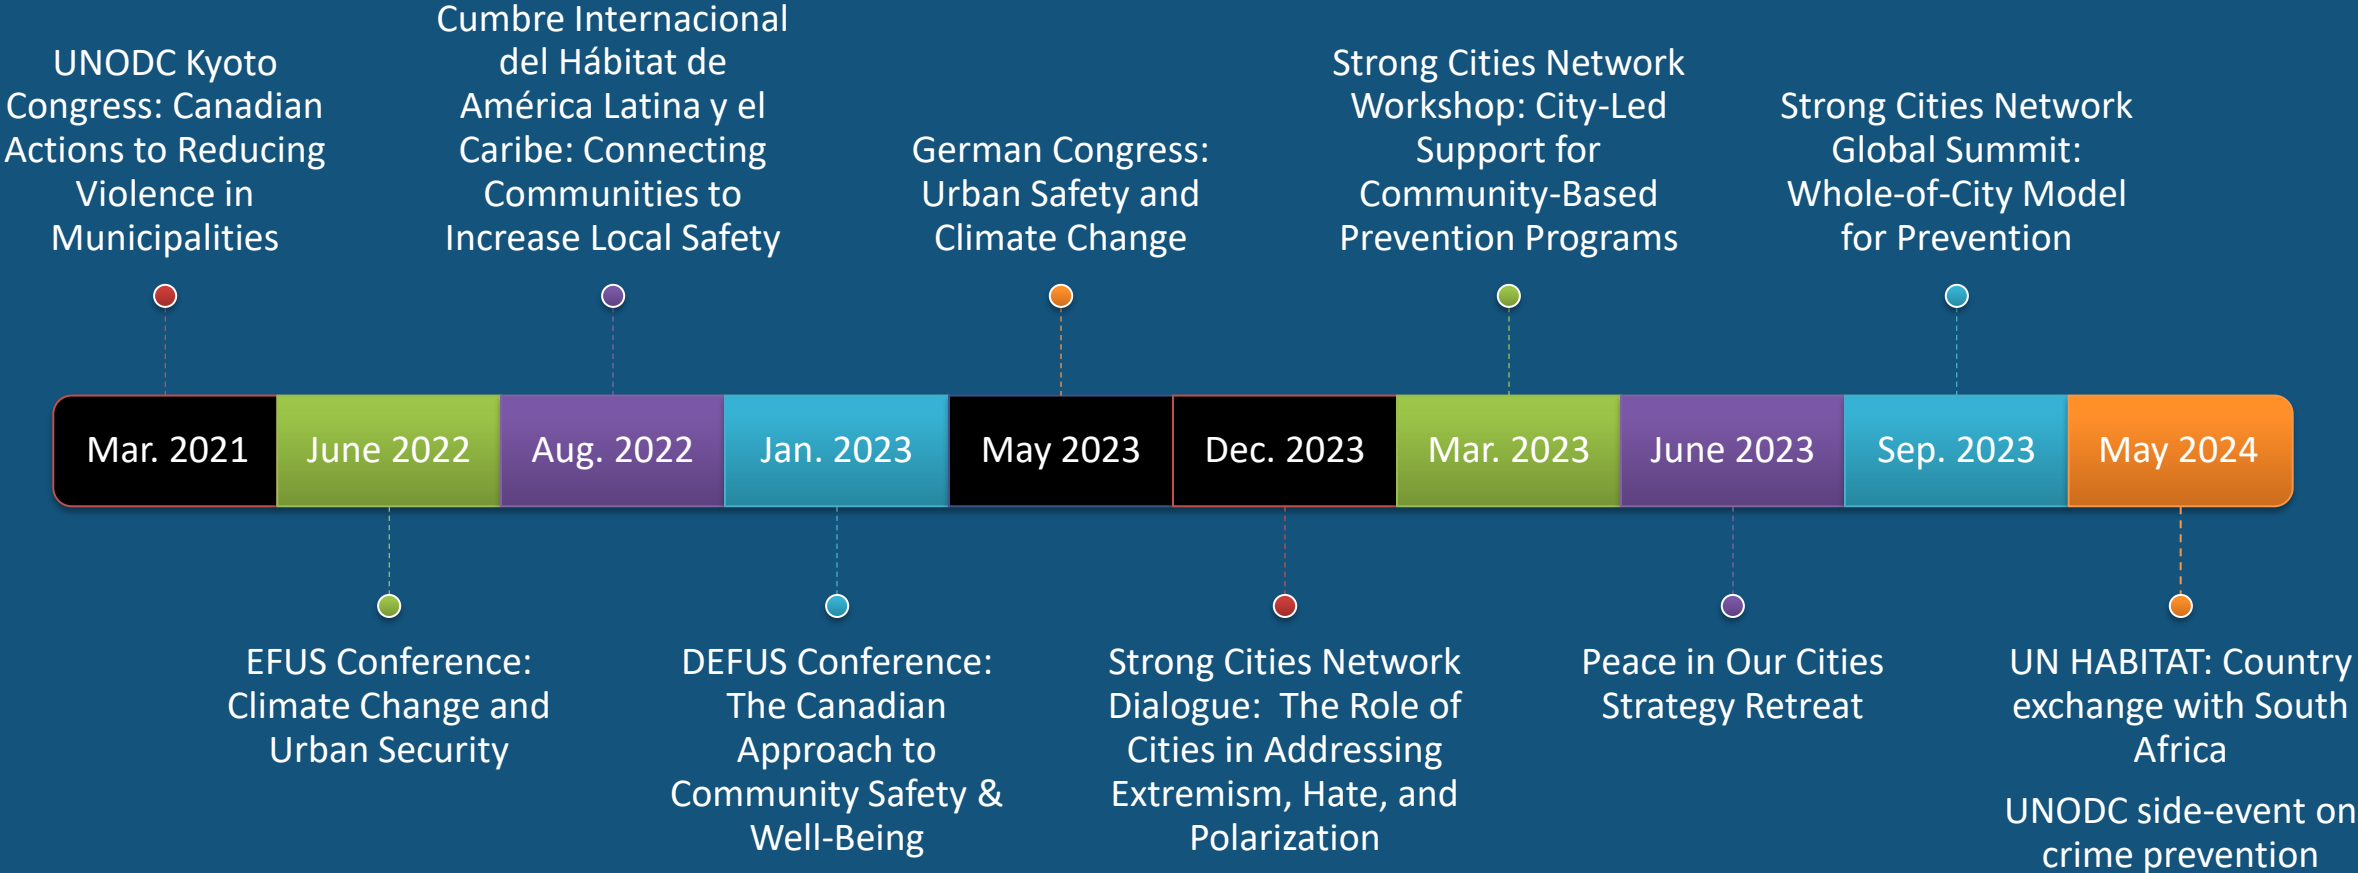 UNODC Kyoto
Congress: Canadian
Actions to Reducing
Violence in
Municipalities
Cumbre Internacional
del Hábitat de
América Latina y el
Caribe: Connecting
Communities to
Increase Local Safety
German Congress:
Urban Safety and
Climate Change
Strong Cities Network
Workshop: City-Led
Support for
Community-Based
Prevention Programs
Strong Cities Network
Global Summit:
Whole-of-City Model
for Prevention
Mar. 2021
June 2022
Aug. 2022
Jan. 2023
May 2023
Dec. 2023
Mar. 2023
June 2023
Sep. 2023
May 2024
EFUS Conference:
Climate Change and
Urban Security
DEFUS Conference:
The Canadian
Approach to
Community Safety &
Well-Being
Strong Cities Network
Dialogue: The Role of
Cities in Addressing
Extremism, Hate, and
Polarization
Peace in Our Cities
Strategy Retreat
UN HABITAT: Country
exchange with South
Africa
UNODC side-event on
crime prevention